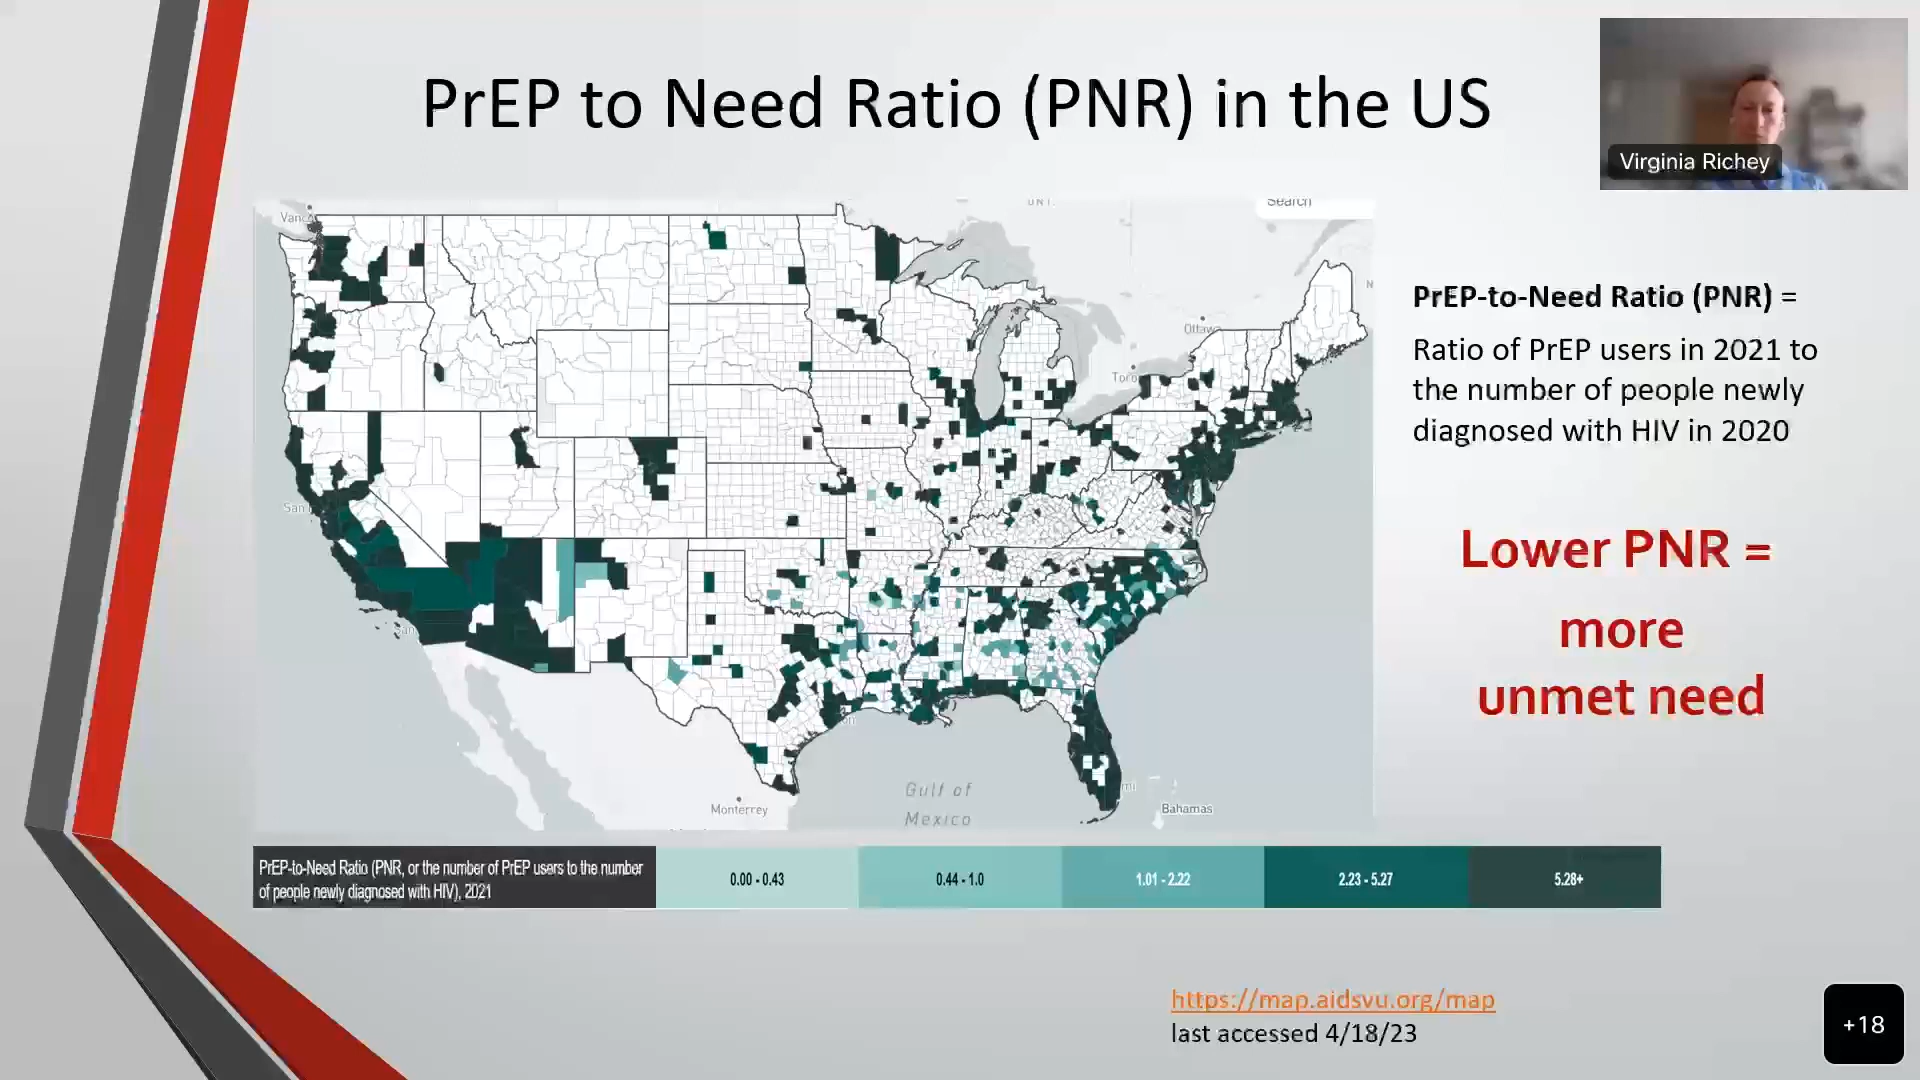 PrEP to Need Ratio (PNR) in the US
Virginia Richey
Search
Ottawa
Monterrey
Gulf of
Mexico
Bahamas
PrEP-to-Need Ratio (PNR) =
Ratio of PrEP users in 2021 to
the number of people newly
diagnosed with HIV in 2020
Lower PNR =
more
unmet need
PrEP-to-Need Ratio (PNR, or the number of PrEP users to the number
of people newly diagnosed with HIV), 2021
0.00 - 0.43
0.44 - 1.0
1.01 - 2.22
2.23 - 5.27
5.28+
https://map.aidsvu.org/map
last accessed 4/18/23
+18